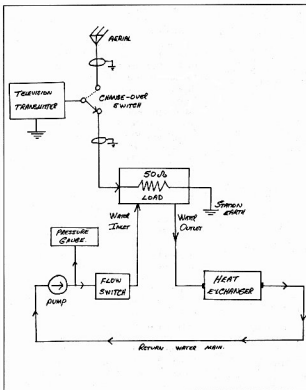 AERIAL
TELEVISION
TRANSMITTER
CHANGE-OVER
SWITCH
50Ω
LOAD
STATION
EARTH
WATER
INLET
WATER
OUTLET
PRESSURE
GAUGE.
PUMP
FLOW
SWITCH
HEAT
EXCHANGER
RETURN WATER MAIN.